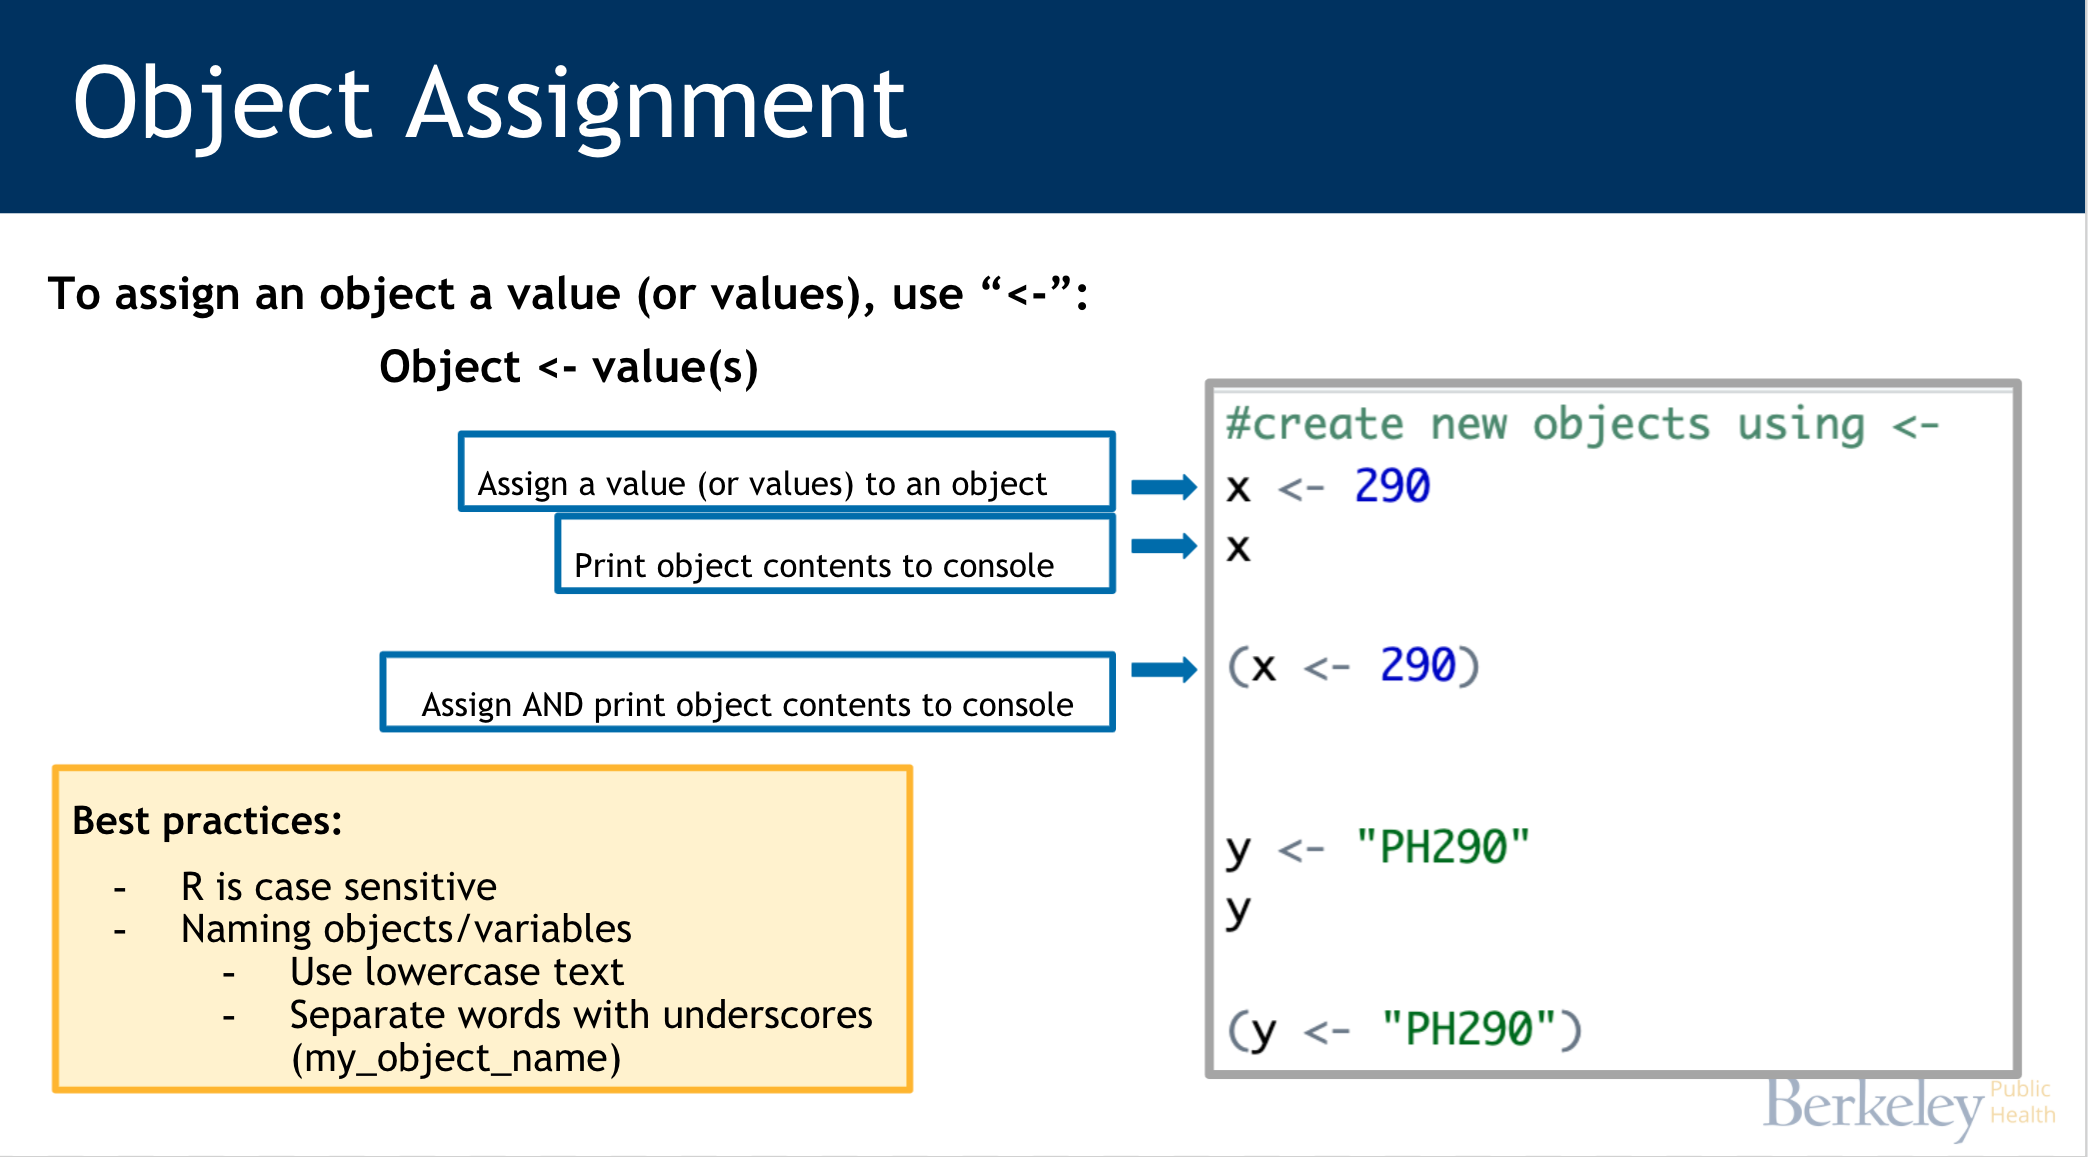 Object Assignment
To assign an object a value (or values), use “<-”:
Object <- value(s)
Assign a value (or values) to an object
Print object contents to console
Assign AND print object contents to console
Best practices:
- R is case sensitive
- Naming objects/variables
- Use lowercase text
- Separate words with underscores
(my_object_name)
#create new objects using <-
x <- 290
x
(x <- 290)
y <- "PH290"
y
(y <- "PH290")
Berkeley Public
Health